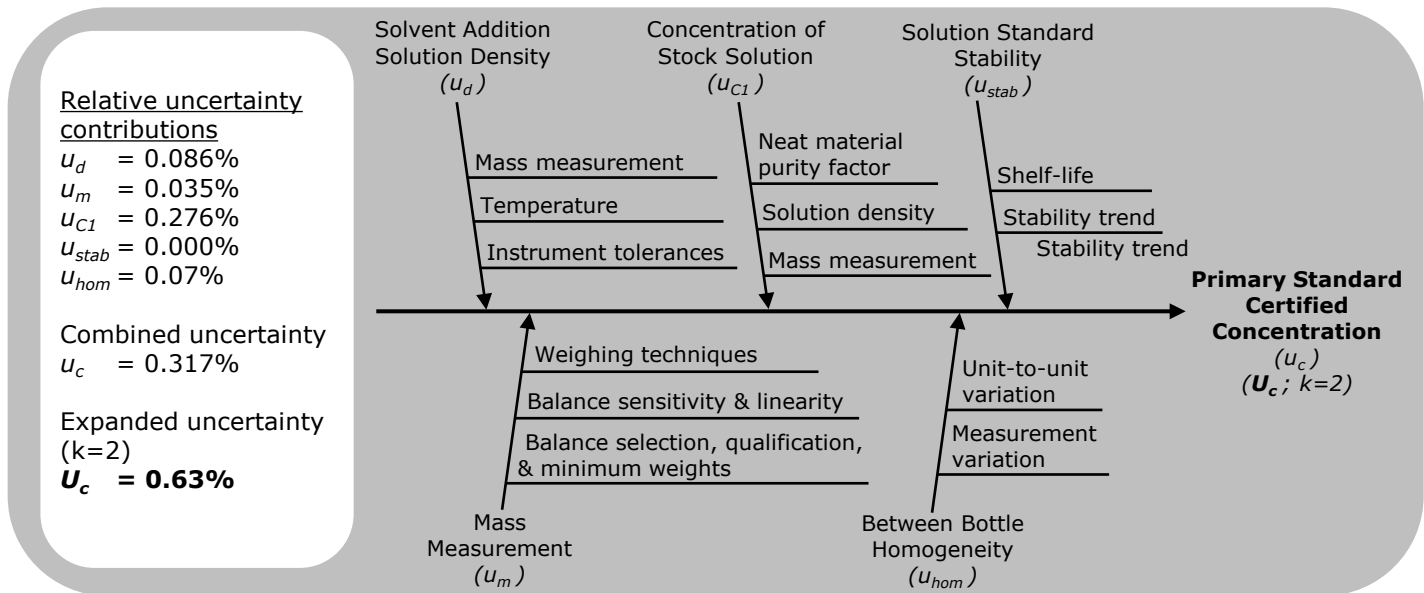 Relative uncertainty
contributions
u_d = 0.086%
u_m = 0.035%
u_C1 = 0.276%
u_stab = 0.000%
u_hom = 0.07%
Combined uncertainty
u_c = 0.317%
Expanded uncertainty
(k=2)
U_c = 0.63%
Solvent Addition
Solution Density
(u_d)
Mass measurement
Temperature
Instrument tolerances
Concentration of
Stock Solution
(u_C1)
Neat material
purity factor
Solution density
Mass measurement
Solution Standard
Stability
(u_stab)
Shelf-life
Stability trend
Stability trend
Weighing techniques
Balance sensitivity & linearity
Balance selection, qualification,
& minimum weights
Mass
Measurement
(u_m)
Unit-to-unit
variation
Measurement
variation
Between Bottle
Homogeneity
(u_hom)
Primary Standard
Certified
Concentration
(u_c)
(U_c; k=2)